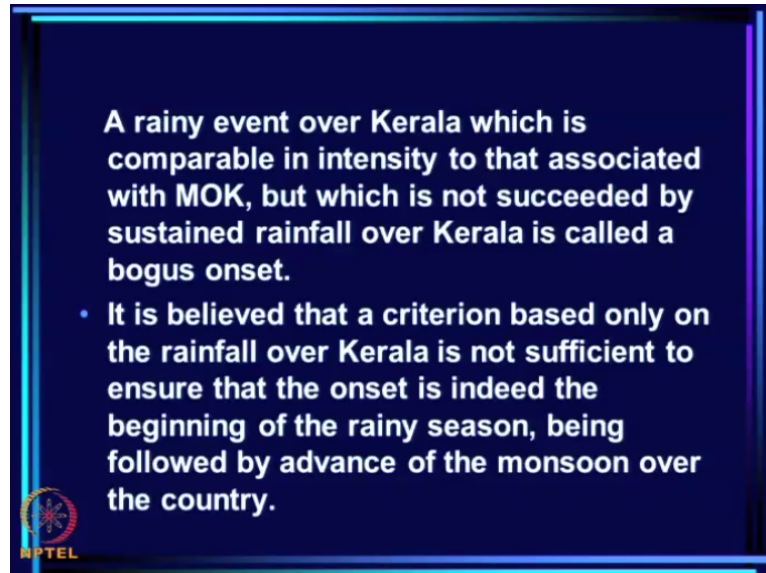 A rainy event over Kerala which is
comparable in intensity to that associated
with MOK, but which is not succeeded by
sustained rainfall over Kerala is called a
bogus onset.
• It is believed that a criterion based only on
the rainfall over Kerala is not sufficient to
ensure that the onset is indeed the
beginning of the rainy season, being
followed by advance of the monsoon over
the country.
NPTEL